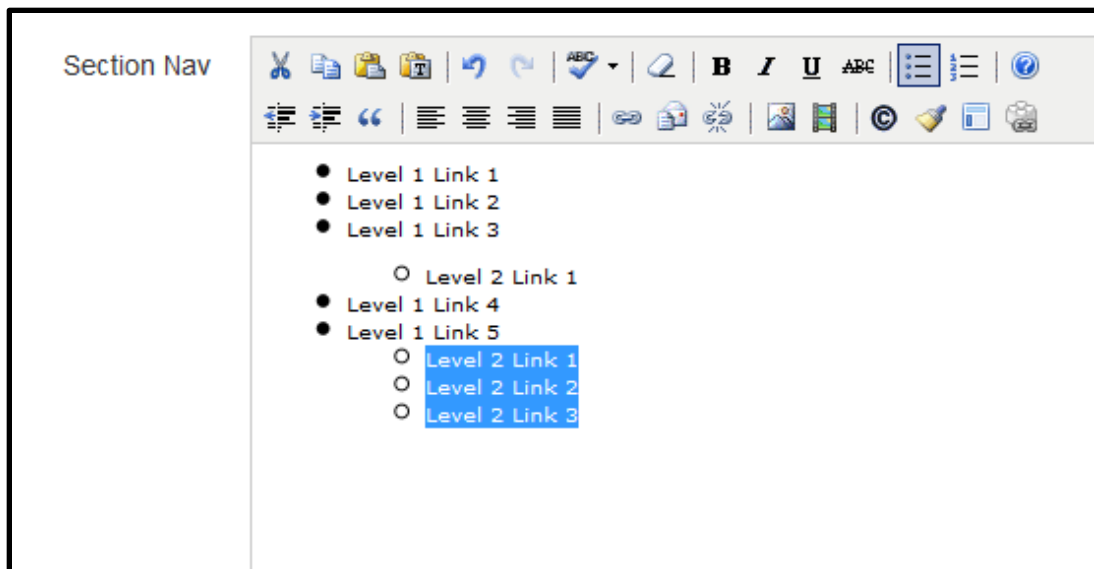 Section Nav
ABC
B I U ABC
Level 1 Link 1
Level 1 Link 2
Level 1 Link 3
Level 2 Link 1
Level 1 Link 4
Level 1 Link 5
Level 2 Link 1
Level 2 Link 2
Level 2 Link 3